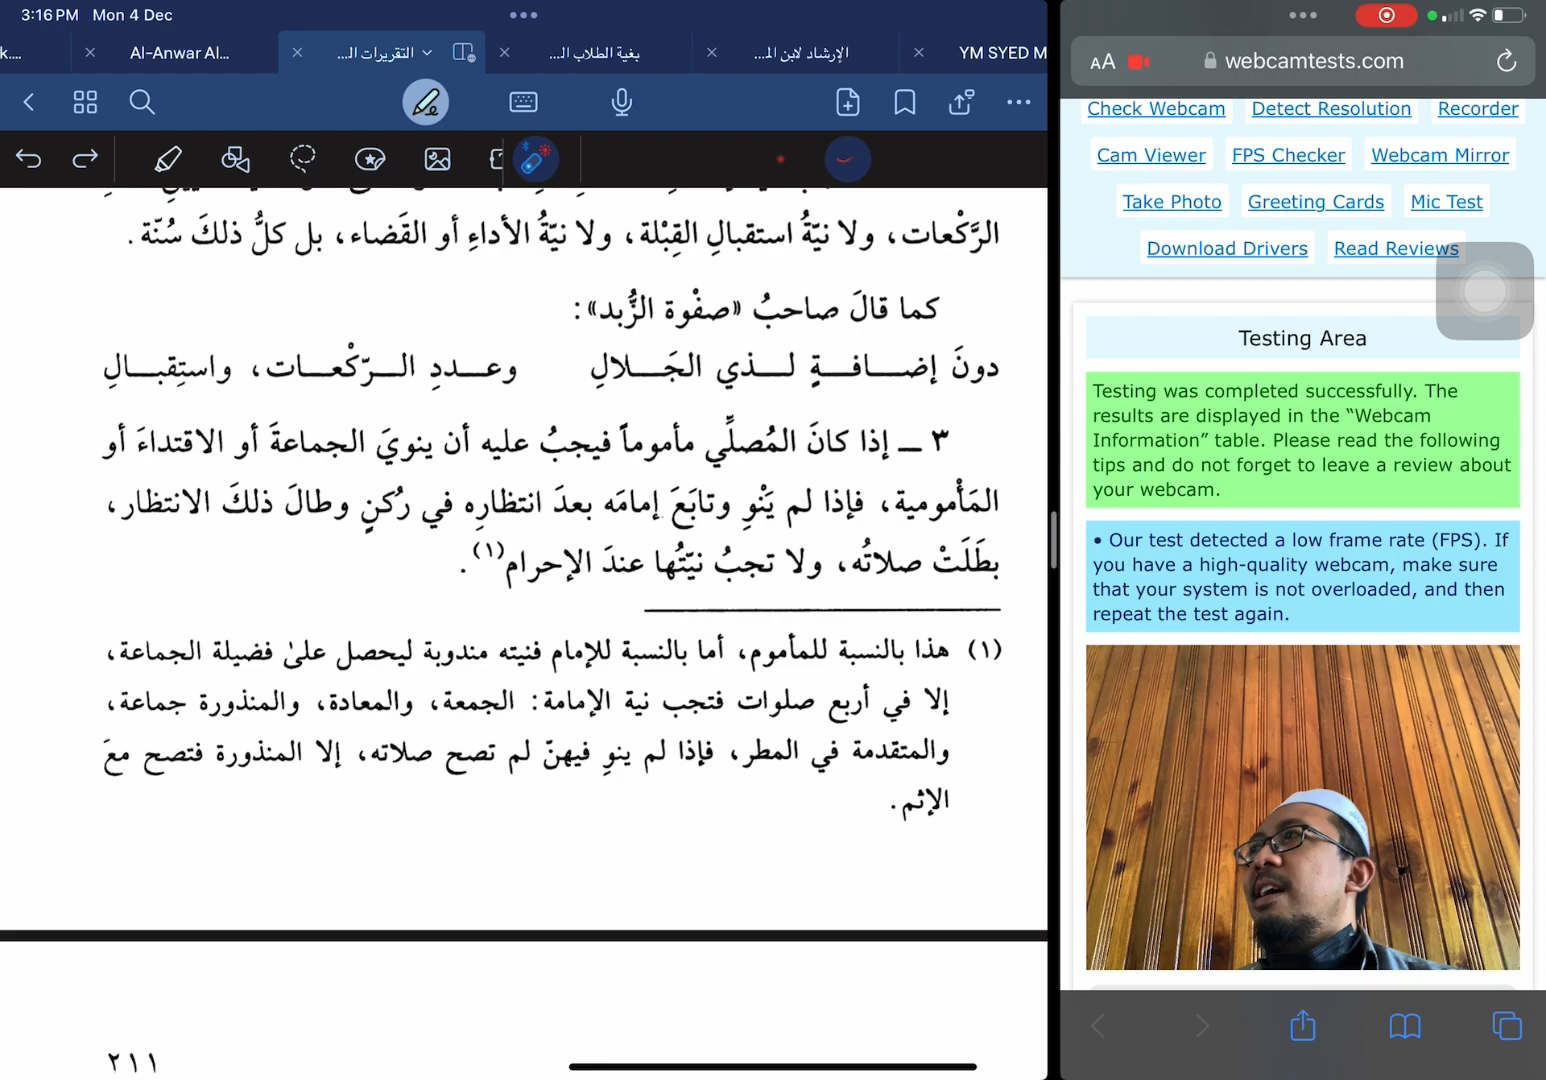 3:16 PM Mon 4 Dec
k....
Al-Anwar Al...
التقريرات الـ...
بغية الطلاب الـ...
الإرشاد لابن الم...
YM SYED M
الرَّكْعات، ولا نيّةُ استقبالِ القِبْلة، ولا نيّةُ الأداءِ أو القَضاء، بل كلُّ ذلكَ سُنّة.
كما قالَ صاحبُ «صفْوة الزُّبد»:
دونَ إضافةٍ لذي الجَلالِ وعددِ الرّكْعات، واستِقبالِ
٣ ـ إذا كانَ المُصلِّي مأموماً فيجبُ عليه أن ينويَ الجماعةَ أو الاقتداءَ أو
المَأْمومية، فإذا لم يَنْوِ وتابَعَ إمامَه بعدَ انتظارِه في رُكنٍ وطالَ ذلكَ الانتظار،
بطَلَتْ صلاتُه، ولا تجبُ نيّتُها عندَ الإحرام(١).
(١) هذا بالنسبة للمأموم، أما بالنسبة للإمام فنيته مندوبة ليحصل علىٰ فضيلة الجماعة،
إلا في أربع صلوات فتجب نية الإمامة: الجمعة، والمعادة، والمنذورة جماعة،
والمتقدمة في المطر، فإذا لم ينوِ فيهنّ لم تصح صلاته، إلا المنذورة فتصح معَ
الإثم.
٢١١
AA webcamtests.com
Check Webcam Detect Resolution Recorder
Cam Viewer FPS Checker Webcam Mirror
Take Photo Greeting Cards Mic Test
Download Drivers Read Reviews
Testing Area
Testing was completed successfully. The
results are displayed in the “Webcam
Information” table. Please read the following
tips and do not forget to leave a review about
your webcam.
• Our test detected a low frame rate (FPS). If
you have a high-quality webcam, make sure
that your system is not overloaded, and then
repeat the test again.